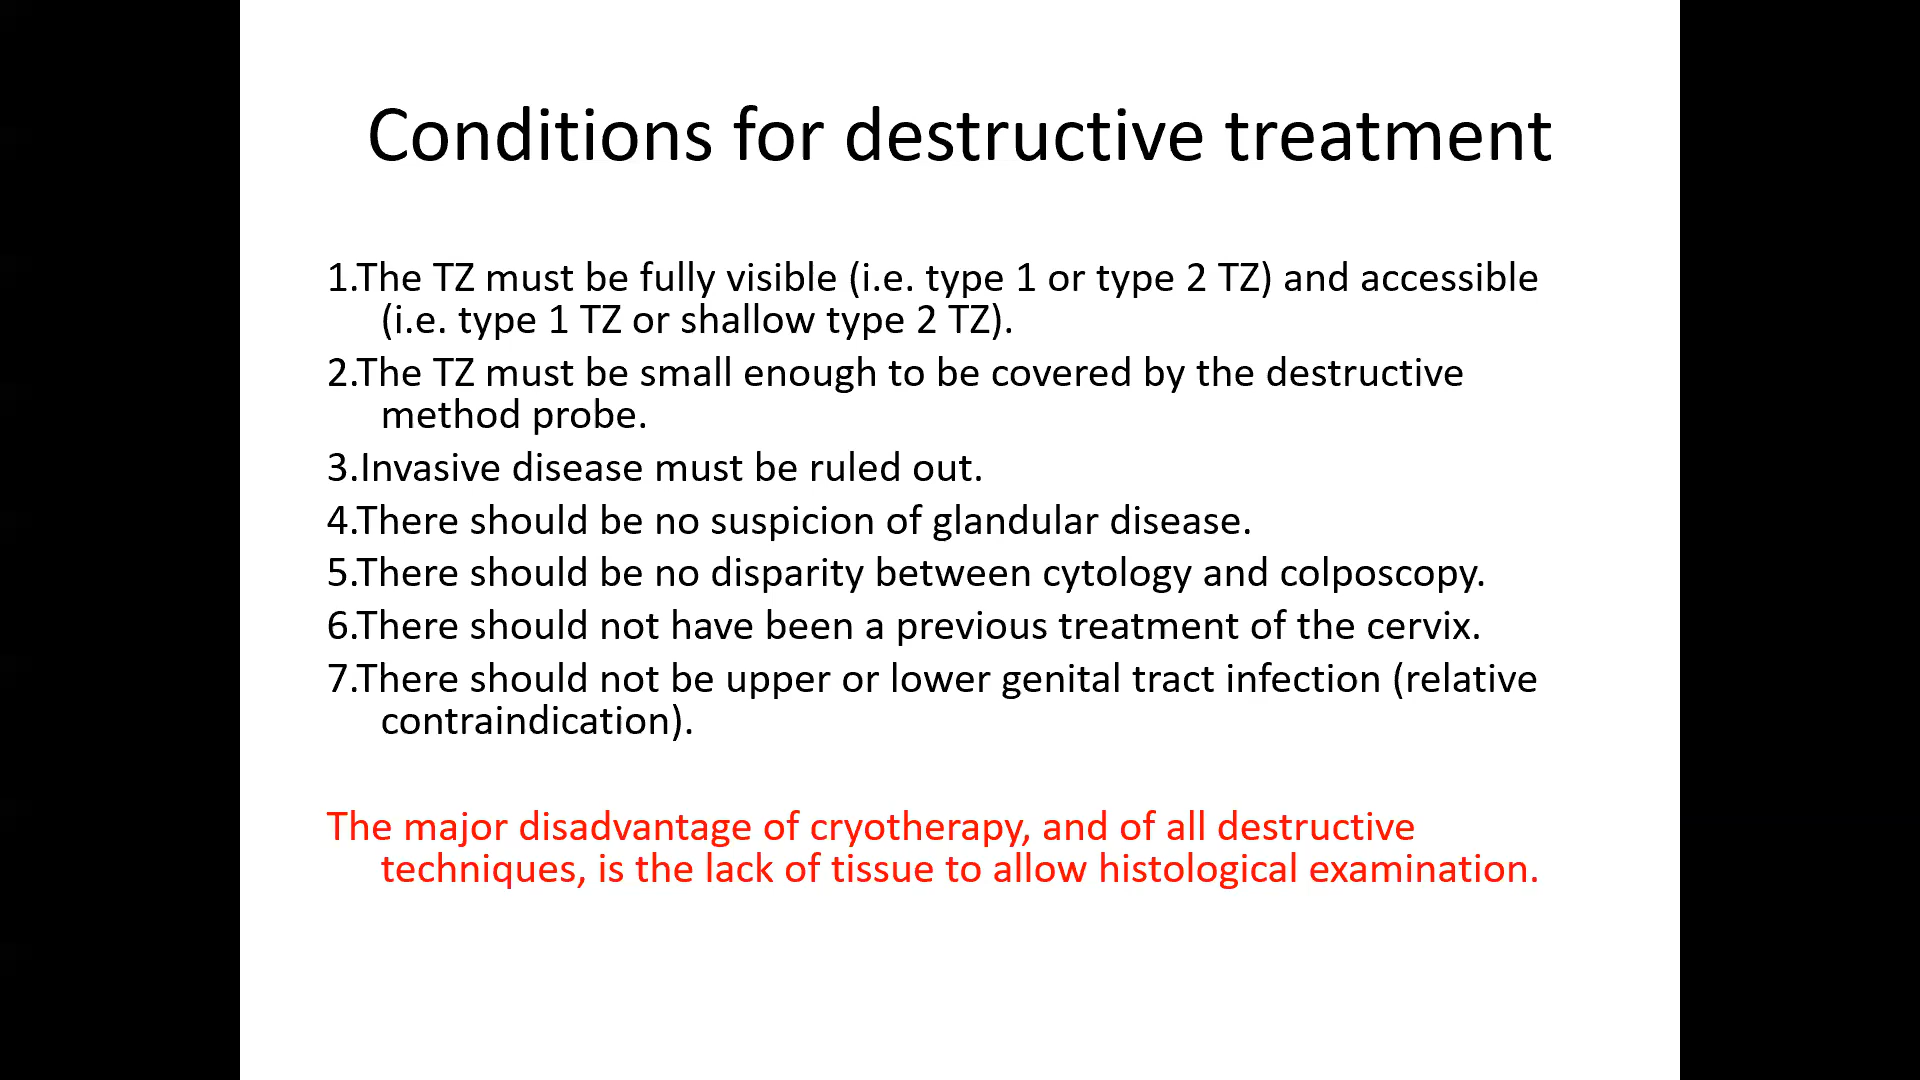 Conditions for destructive treatment
1.The TZ must be fully visible (i.e. type 1 or type 2 TZ) and accessible
(i.e. type 1 TZ or shallow type 2 TZ).
2.The TZ must be small enough to be covered by the destructive
method probe.
3.Invasive disease must be ruled out.
4.There should be no suspicion of glandular disease.
5.There should be no disparity between cytology and colposcopy.
6.There should not have been a previous treatment of the cervix.
7.There should not be upper or lower genital tract infection (relative
contraindication).
The major disadvantage of cryotherapy, and of all destructive
techniques, is the lack of tissue to allow histological examination.